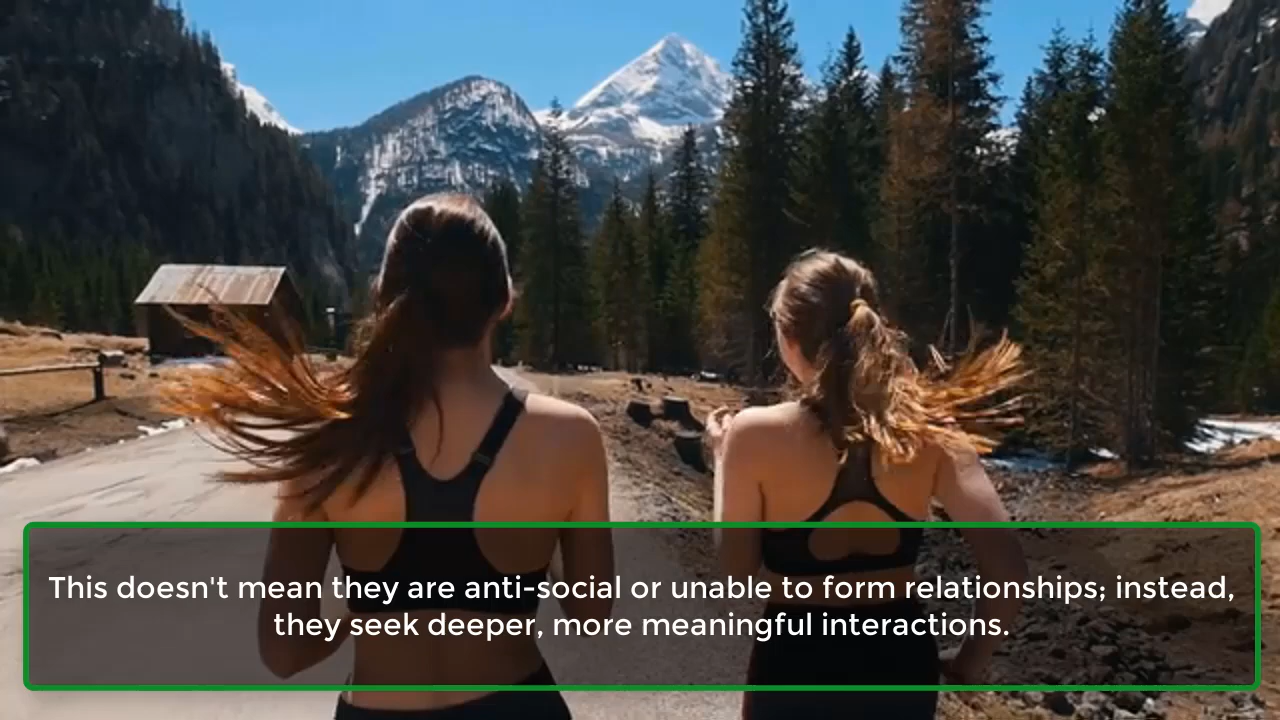 This doesn't mean they are anti-social or unable to form relationships; instead,
they seek deeper, more meaningful interactions.